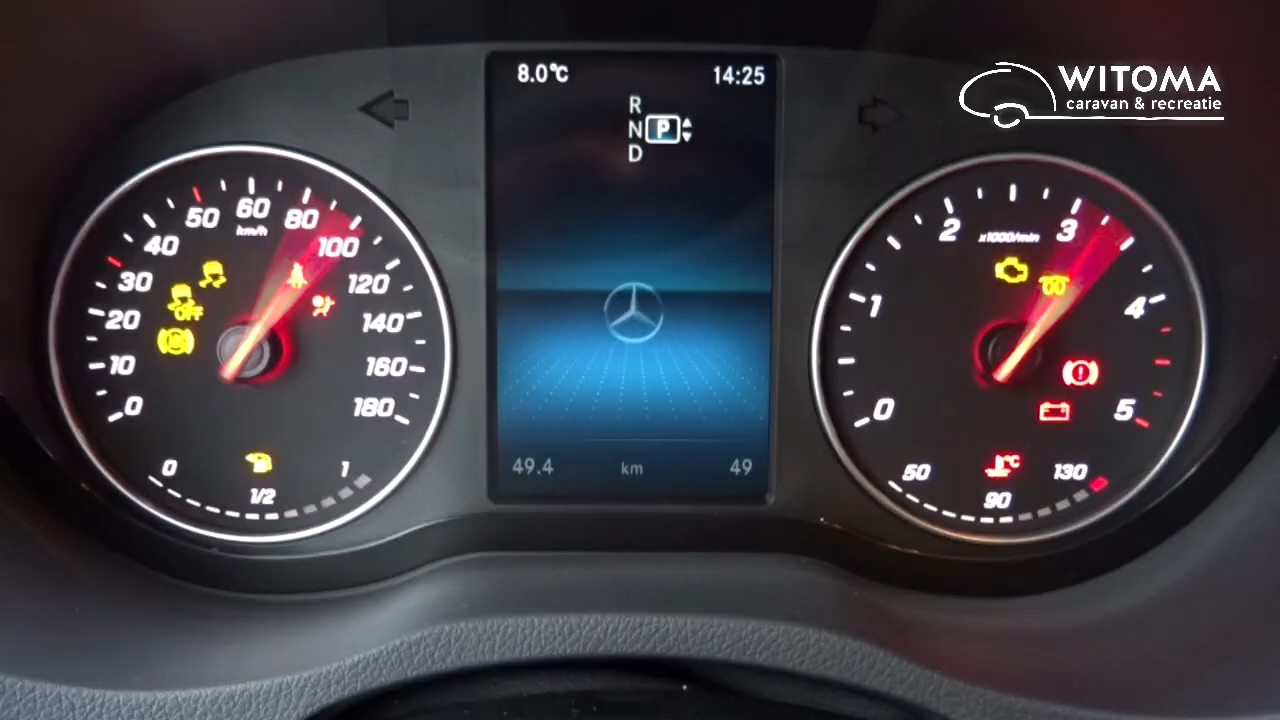 8.0°C 14:25
R
N P
D
WITOMA
caravan & recreatie
0 10 20 30 40 50 60 80 100 120 140 160 180
km/h
OFF
0 1/2 1
49.4 km 49
0 1 2 3 4 5
x1000/min
°C
50 90 130